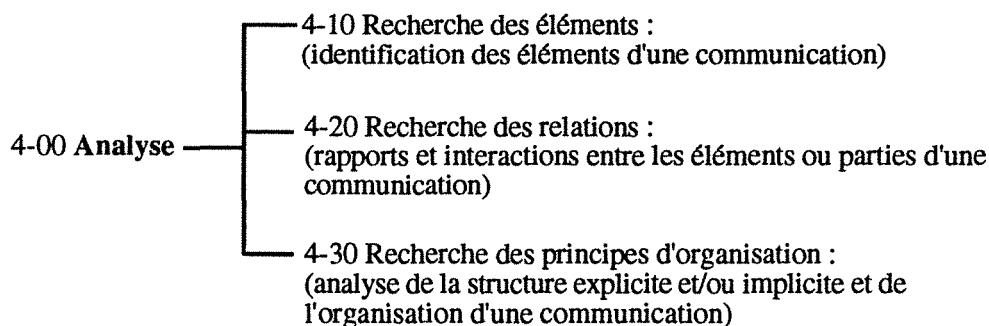 4-10 Recherche des éléments :
(identification des éléments d'une communication)
4-00 Analyse
4-20 Recherche des relations :
(rapports et interactions entre les éléments ou parties d'une
communication)
4-30 Recherche des principes d'organisation :
(analyse de la structure explicite et/ou implicite et de
l'organisation d'une communication)